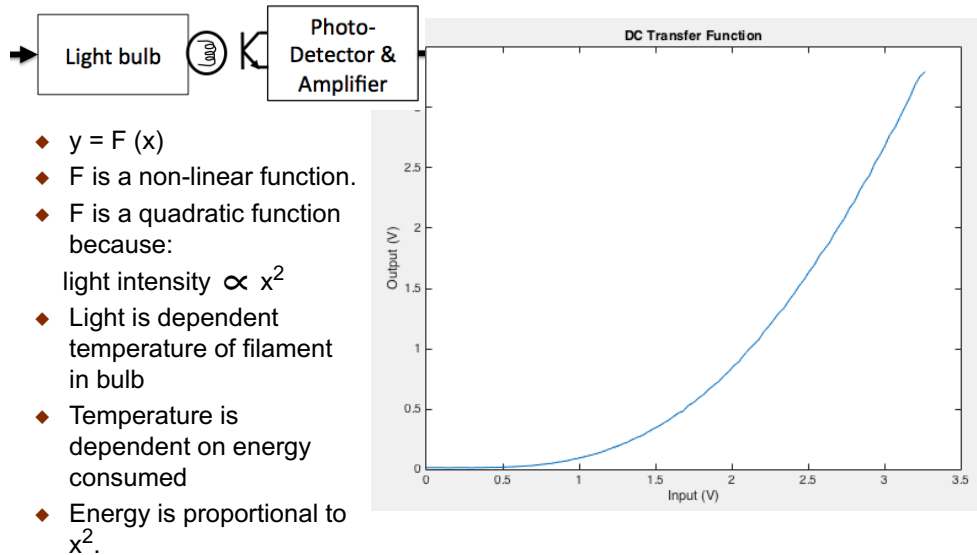 Light bulb
Photo-
Detector &
Amplifier
◆ y = F (x)
◆ F is a non-linear function.
◆ F is a quadratic function
because:
light intensity ∝ x²
◆ Light is dependent
temperature of filament
in bulb
◆ Temperature is
dependent on energy
consumed
◆ Energy is proportional to
x².
DC Transfer Function
Output (V)
2.5
2
1.5
1
0.5
0
0 0.5 1 1.5 2 2.5 3 3.5
Input (V)